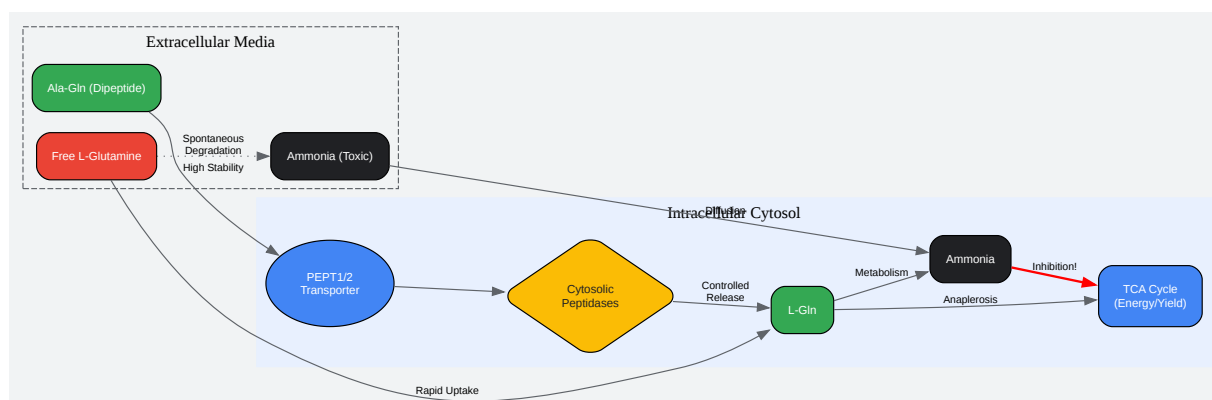 Extracellular Media
Ala-Gln (Dipeptide)
Free L-Glutamine
Spontaneous
Degradation
High Stability
Ammonia (Toxic)
Diffusion
Intracellular Cytosol
PEPT1/2
Transporter
Cytosolic
Peptidases
Controlled
Release
L-Gln
Metabolism
Ammonia
Inhibition!
Anaplerosis
TCA Cycle
(Energy/Yield)
Rapid Uptake